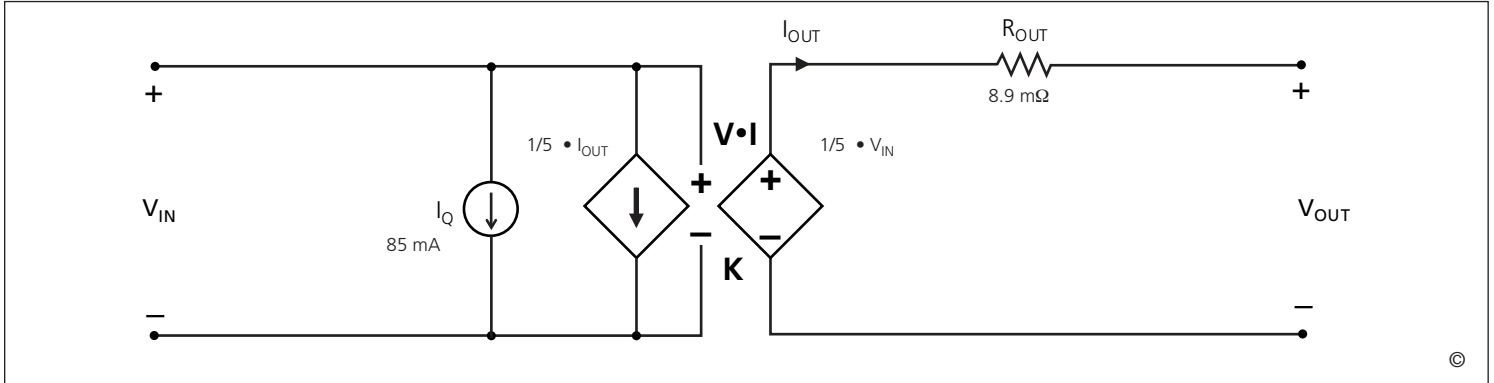 I_OUT
R_OUT
8.9 mΩ
+
+
1/5 • I_OUT
V•I
1/5 • V_IN
+
+
V_IN
I_Q
85 mA
V_OUT
–
–
K
–
–
©